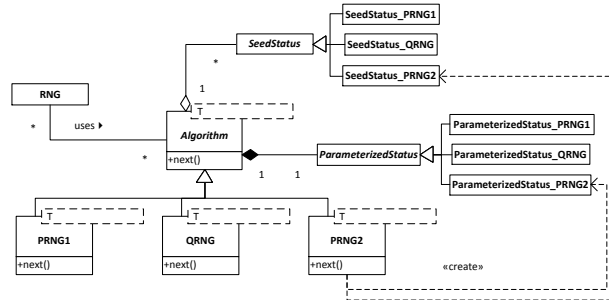 SeedStatus_PRNG1
SeedStatus
SeedStatus_QRNG
SeedStatus_PRNG2
*
RNG
1
T
uses
*
Algorithm
ParameterizedStatus_PRNG1
*
+next()
ParameterizedStatus
ParameterizedStatus_QRNG
1
1
ParameterizedStatus_PRNG2
T
T
T
PRNG1
QRNG
PRNG2
+next()
+next()
+next()
«create»